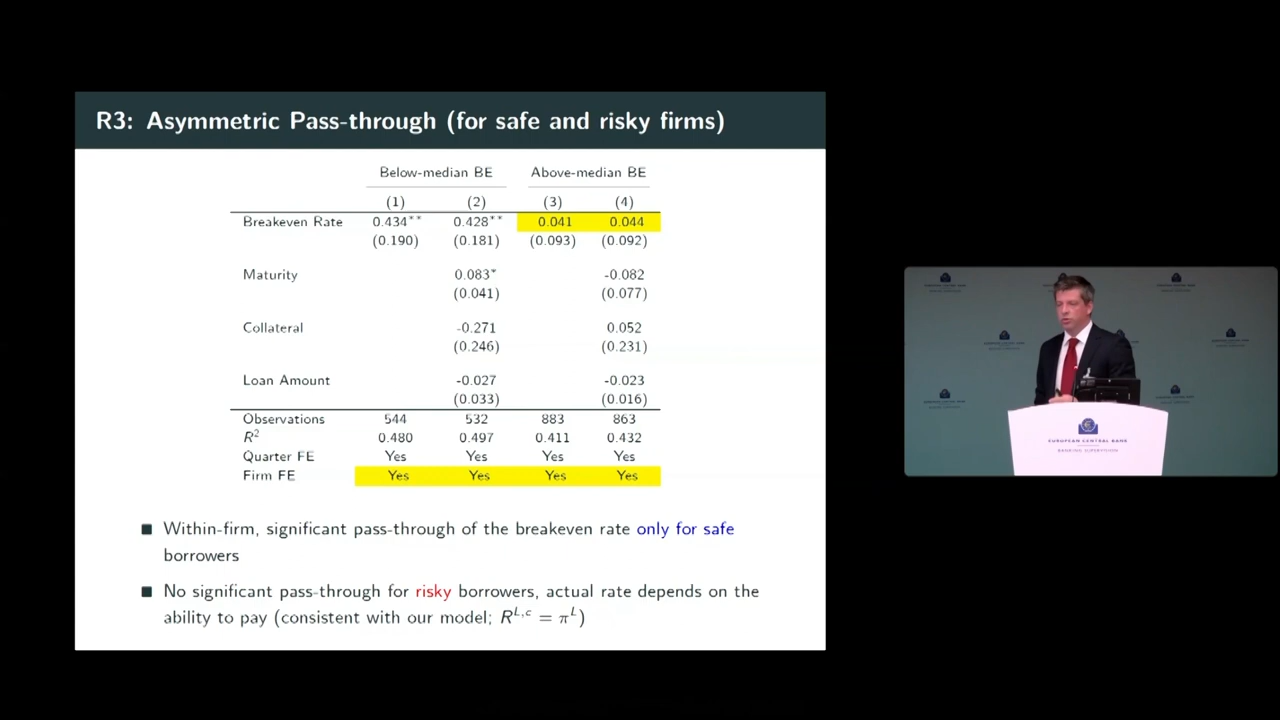 R3: Asymmetric Pass-through (for safe and risky firms)
Below-median BE Above-median BE
(1) (2) (3) (4)
Breakeven Rate 0.434** 0.428** 0.041 0.044
(0.190) (0.181) (0.093) (0.092)
Maturity 0.083* -0.082
(0.041) (0.077)
Collateral -0.271 0.052
(0.246) (0.231)
Loan Amount -0.027 -0.023
(0.033) (0.016)
Observations 544 532 883 863
R² 0.480 0.497 0.411 0.432
Quarter FE Yes Yes Yes Yes
Firm FE Yes Yes Yes Yes
■ Within-firm, significant pass-through of the breakeven rate only for safe
borrowers
■ No significant pass-through for risky borrowers, actual rate depends on the
ability to pay (consistent with our model; R^{L,c} = π^L)
EUROPEAN CENTRAL BANK
BANKING SUPERVISION